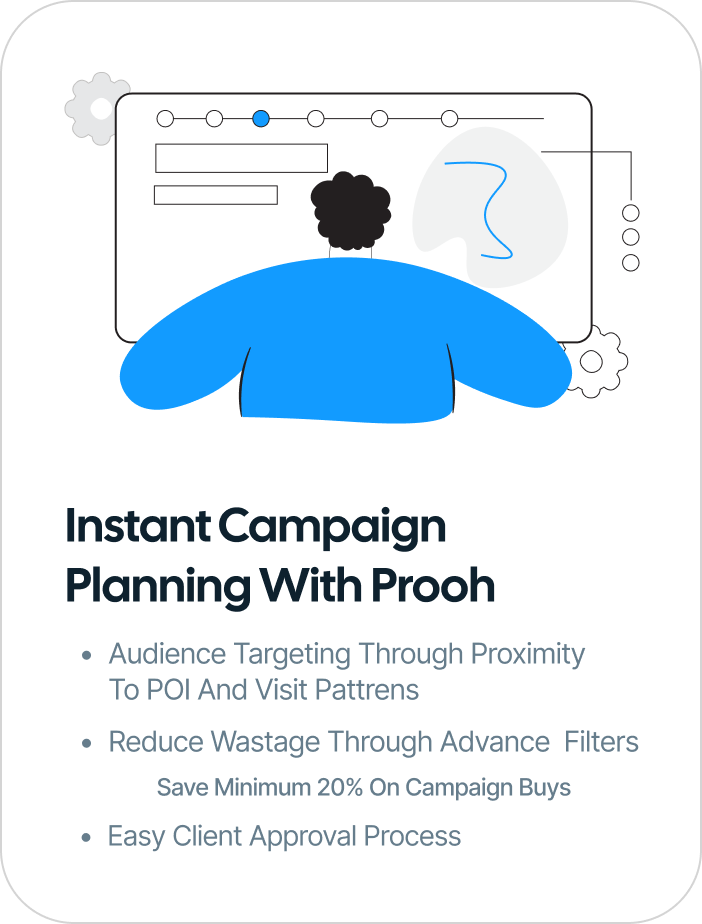 Instant Campaign
Planning With Prooh
• Audience Targeting Through Proximity
To POI And Visit Pattrens
• Reduce Wastage Through Advance  Filters
Save Minimum 20% On Campaign Buys
• Easy Client Approval Process